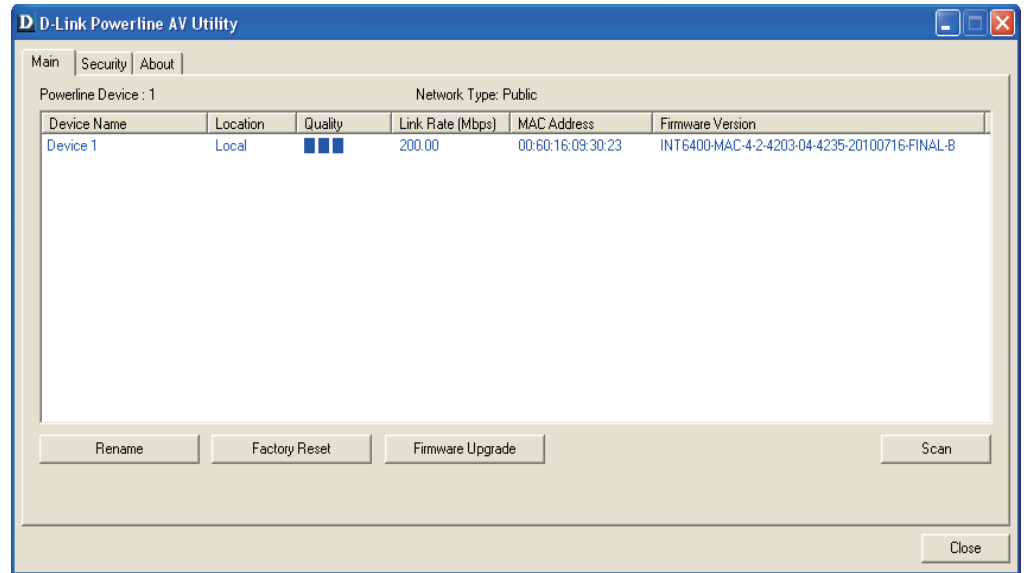 D D-Link Powerline AV Utility
Main Security About
Powerline Device : 1 Network Type: Public
Device Name Location Quality Link Rate (Mbps) MAC Address Firmware Version
Device 1 Local 200.00 00:60:16:09:30:23 INT6400-MAC-4-2-4203-04-4235-20100716-FINAL-B
Rename Factory Reset Firmware Upgrade Scan
Close